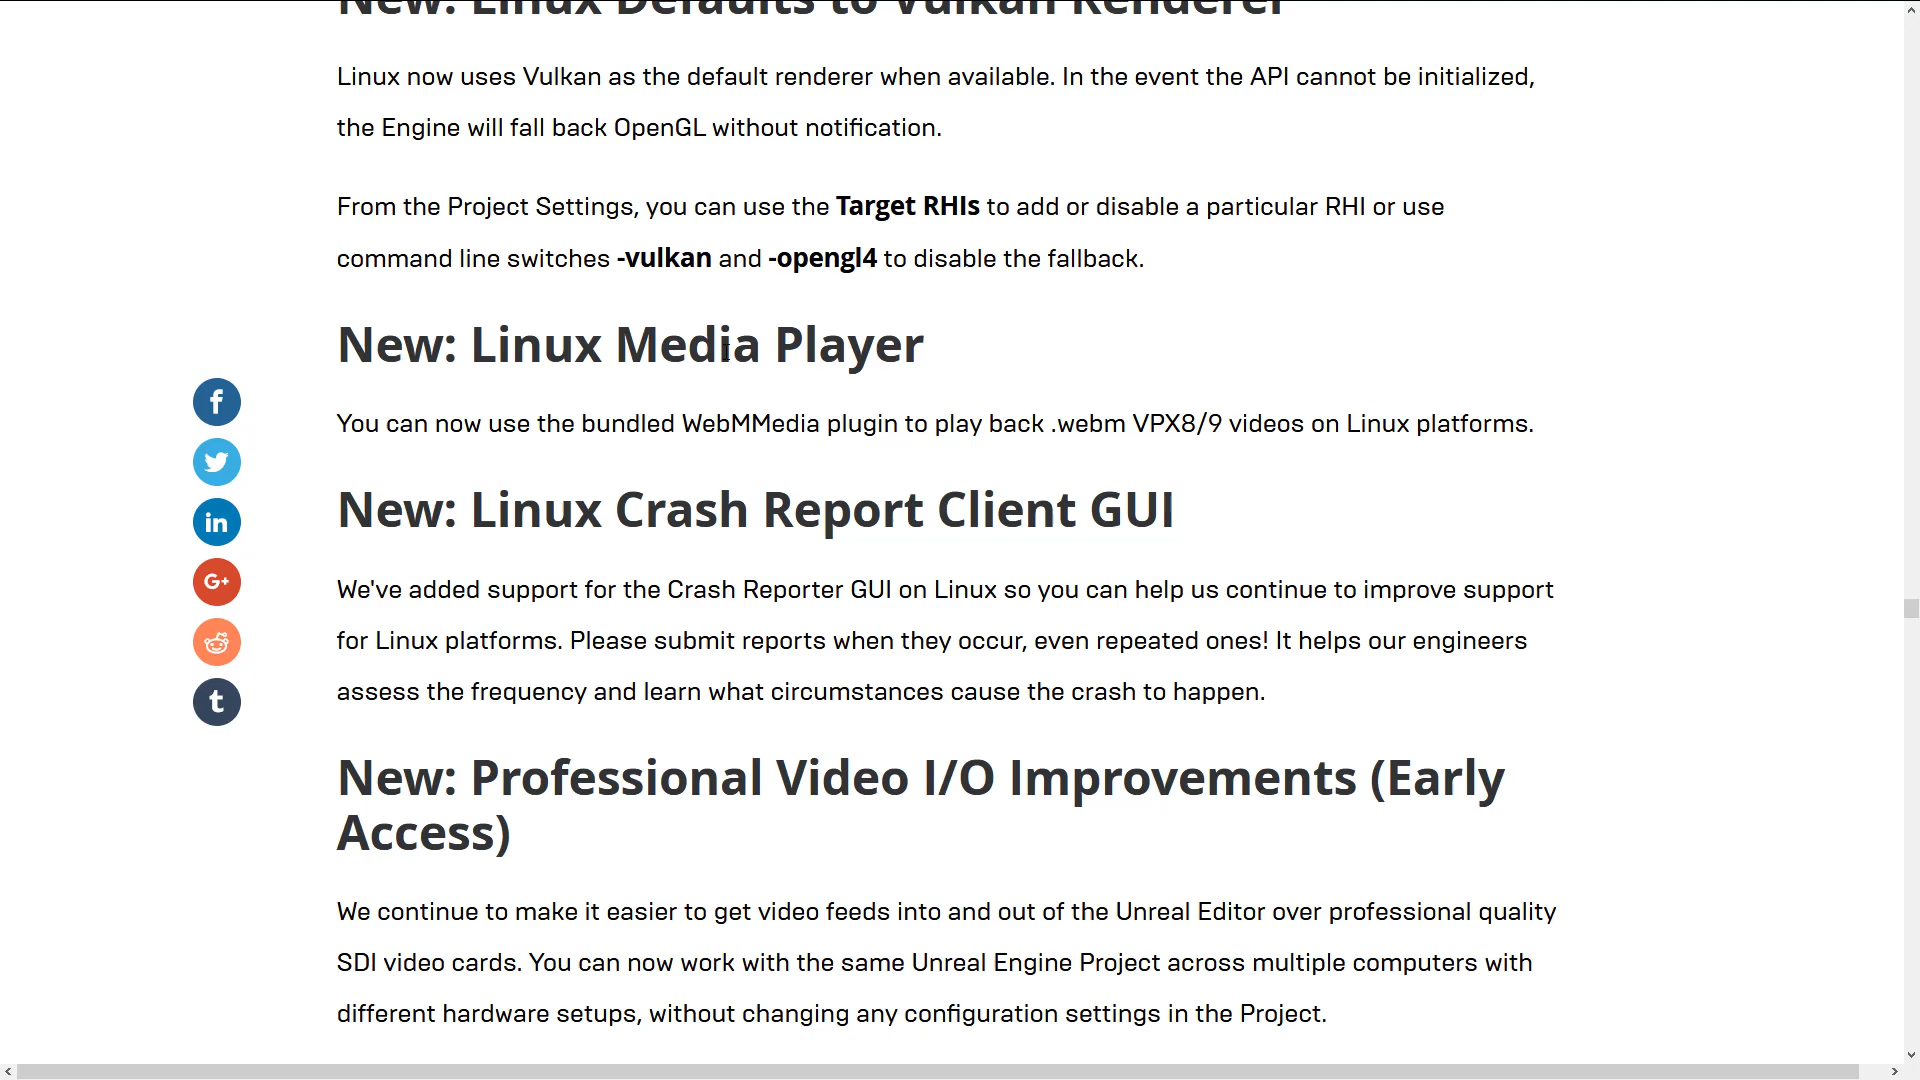 New: Linux Defaults to Vulkan Renderer
Linux now uses Vulkan as the default renderer when available. In the event the API cannot be initialized,
the Engine will fall back OpenGL without notification.
From the Project Settings, you can use the Target RHIs to add or disable a particular RHI or use
command line switches -vulkan and -opengl4 to disable the fallback.
New: Linux Media Player
You can now use the bundled WebMMedia plugin to play back .webm VPX8/9 videos on Linux platforms.
New: Linux Crash Report Client GUI
We've added support for the Crash Reporter GUI on Linux so you can help us continue to improve support
for Linux platforms. Please submit reports when they occur, even repeated ones! It helps our engineers
assess the frequency and learn what circumstances cause the crash to happen.
New: Professional Video I/O Improvements (Early
Access)
We continue to make it easier to get video feeds into and out of the Unreal Editor over professional quality
SDI video cards. You can now work with the same Unreal Engine Project across multiple computers with
different hardware setups, without changing any configuration settings in the Project.
f
in
G+
t